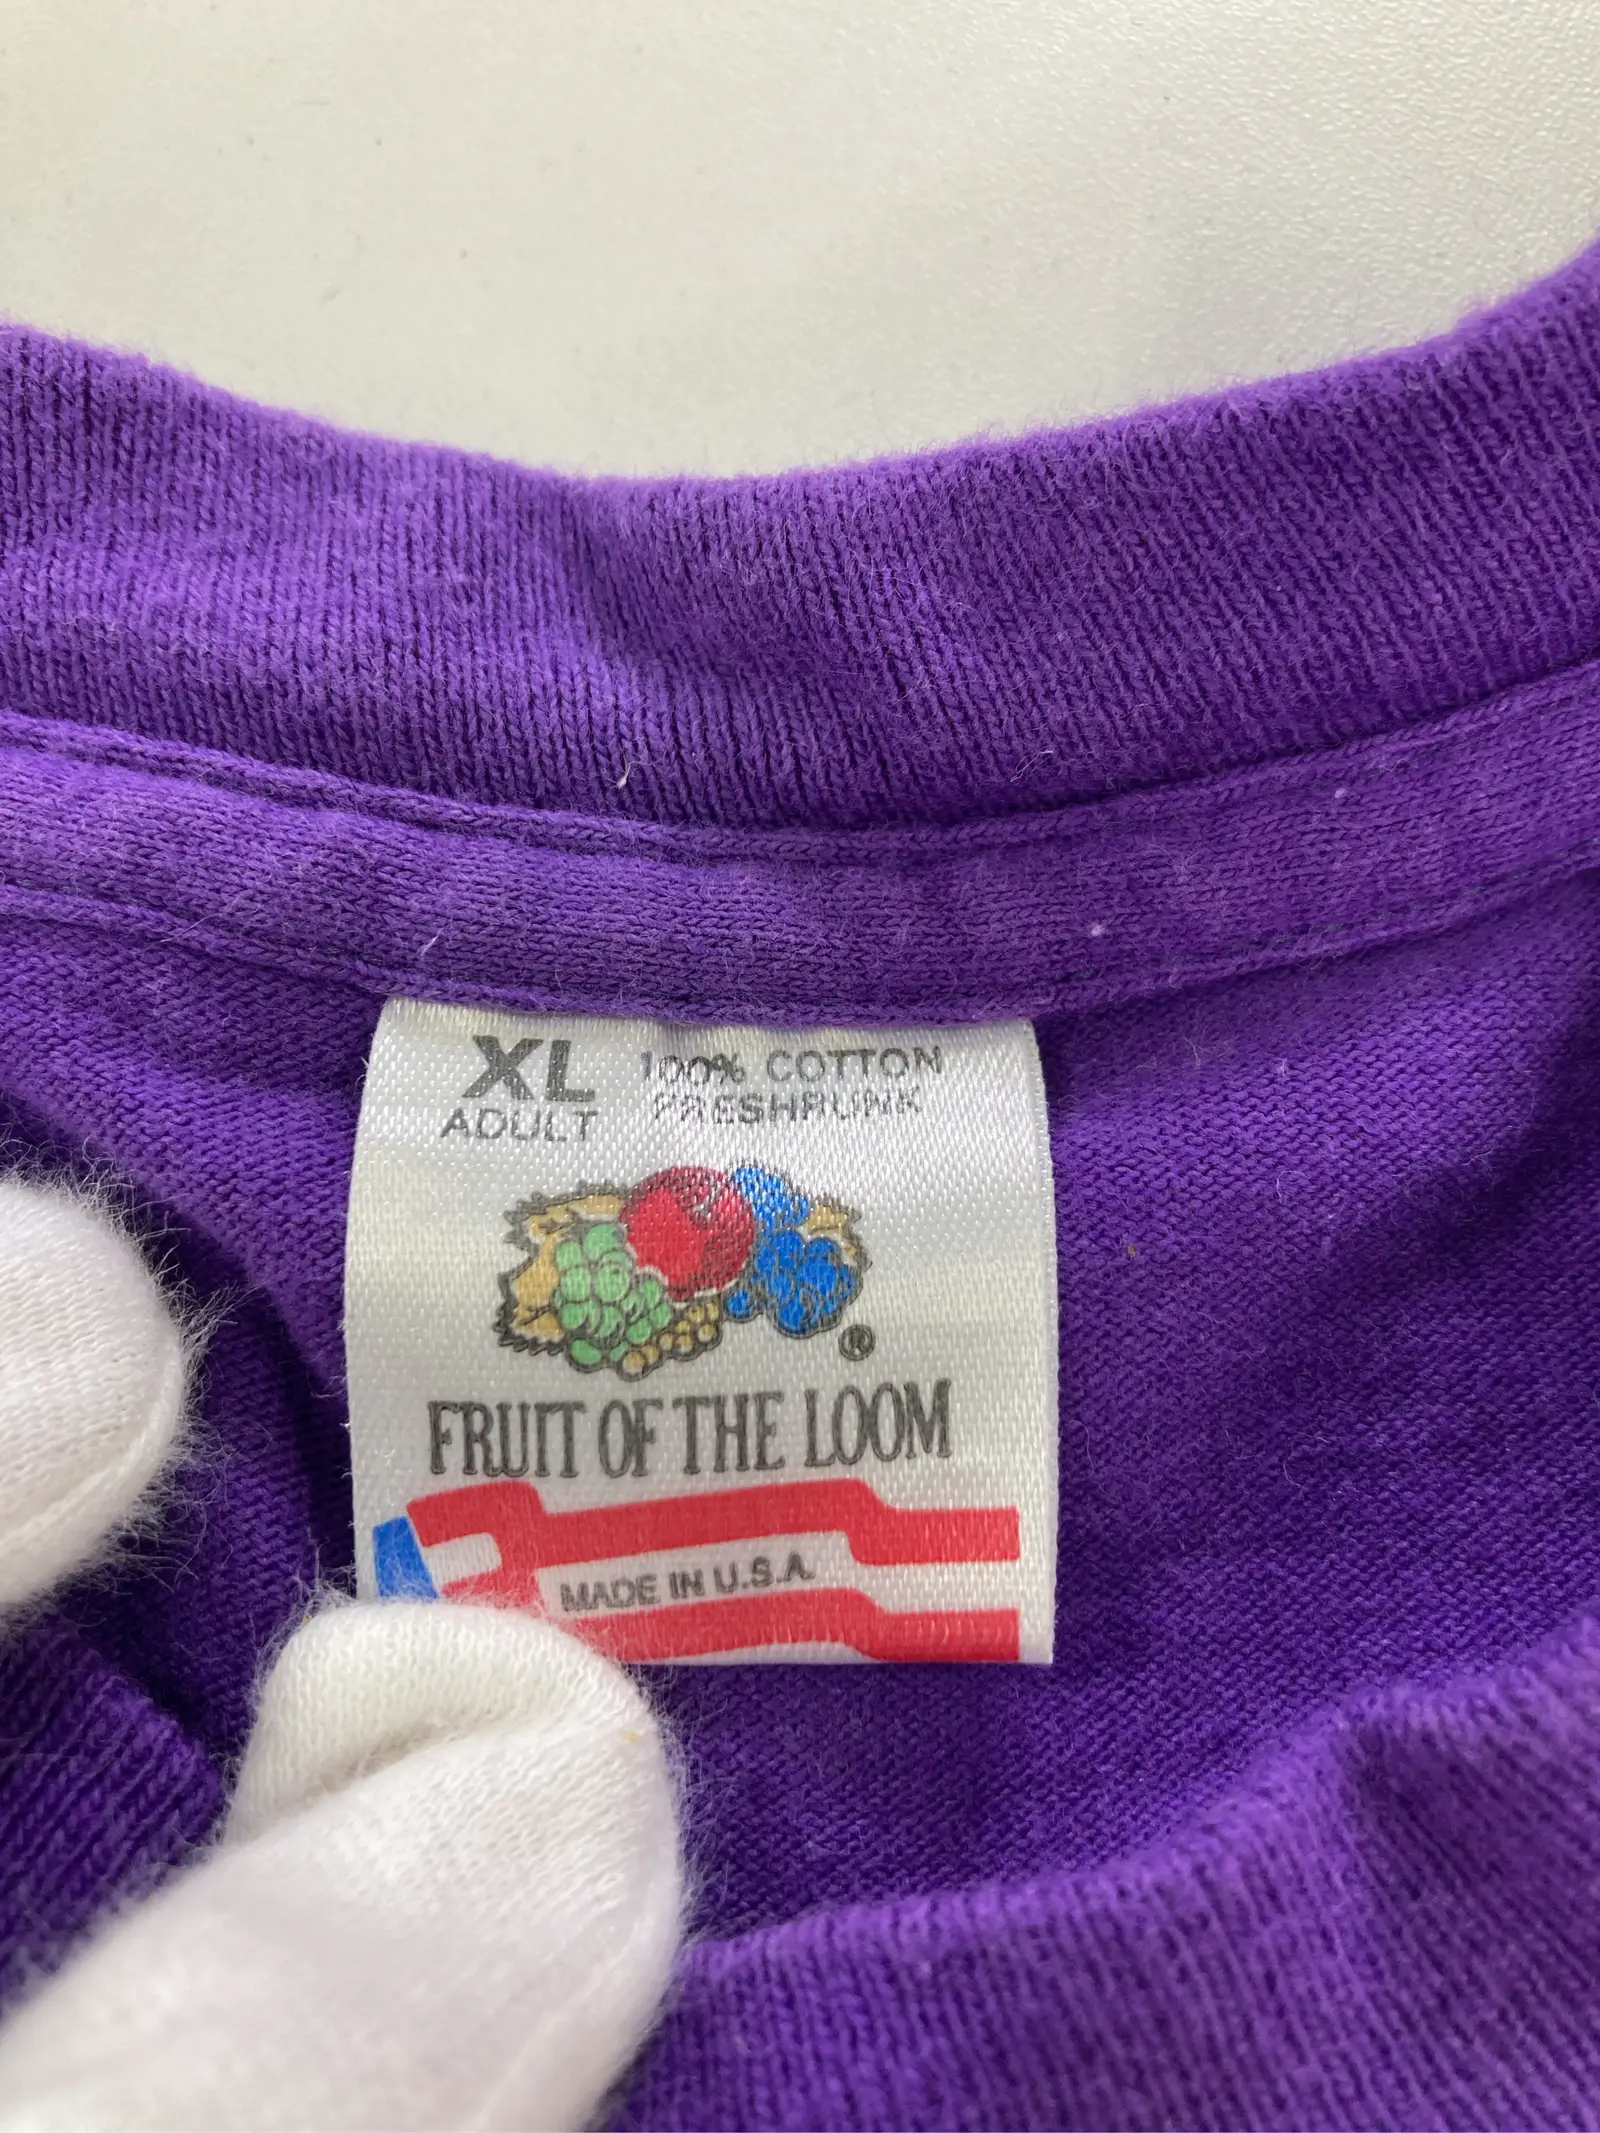 XL 100% COTTON
ADULT PRESHRUNK
®
FRUIT OF THE LOOM
MADE IN U.S.A.